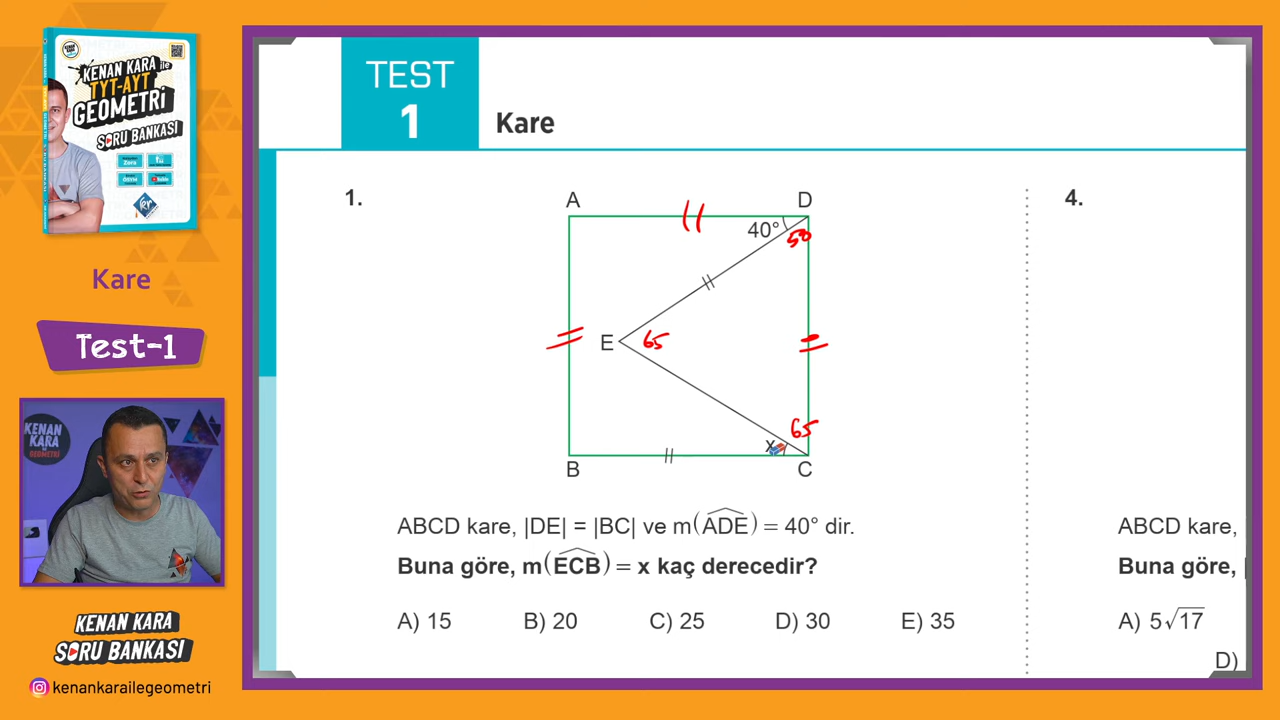 KENAN KARA ile
TYT-AYT
GEOMETRİ
SORU BANKASI
Kare
Test-1
KENAN
KARA
GEOMETRİ
KENAN KARA
SORU BANKASI
kenankarailegeometri
TEST
1
Kare
1.
A
D
40°
50
E
65
65
x
B
C
ABCD kare, |DE| = |BC| ve m(ADE) = 40° dir.
Buna göre, m(ECB) = x kaç derecedir?
A) 15 B) 20 C) 25 D) 30 E) 35
4.
ABCD kare,
Buna göre, |
A) 5√17
D)